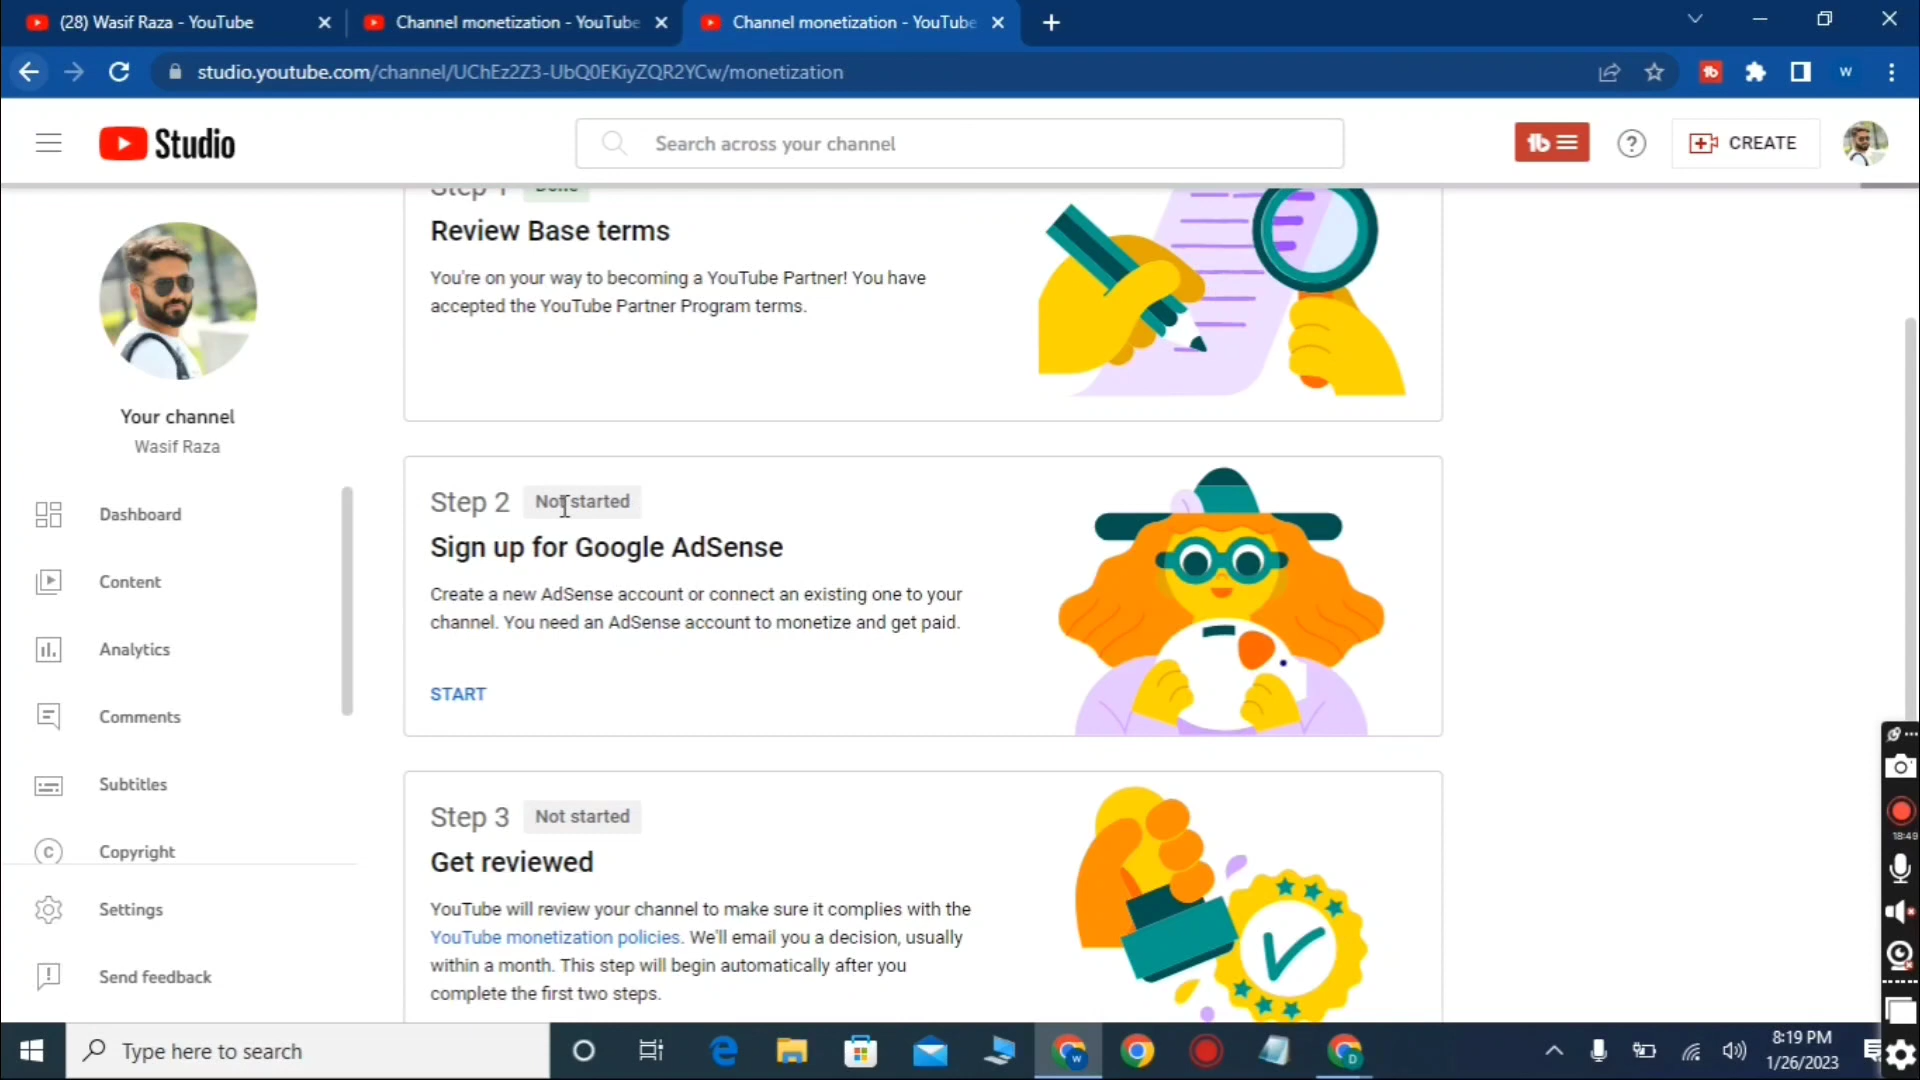 (28) Wasif Raza - YouTube
Channel monetization - YouTube
Channel monetization - YouTube
studio.youtube.com/channel/UChEz2Z3-UbQ0EKiyZQR2YCw/monetization
W
Studio
Search across your channel
tb
CREATE
Your channel
Wasif Raza
Dashboard
Content
Analytics
Comments
Subtitles
Copyright
Settings
Send feedback
Step 1 Done
Review Base terms
You're on your way to becoming a YouTube Partner! You have
accepted the YouTube Partner Program terms.
Step 2 Not started
Sign up for Google AdSense
Create a new AdSense account or connect an existing one to your
channel. You need an AdSense account to monetize and get paid.
START
Step 3 Not started
Get reviewed
YouTube will review your channel to make sure it complies with the
YouTube monetization policies. We'll email you a decision, usually
within a month. This step will begin automatically after you
complete the first two steps.
18:49
Type here to search
8:19 PM
1/26/2023